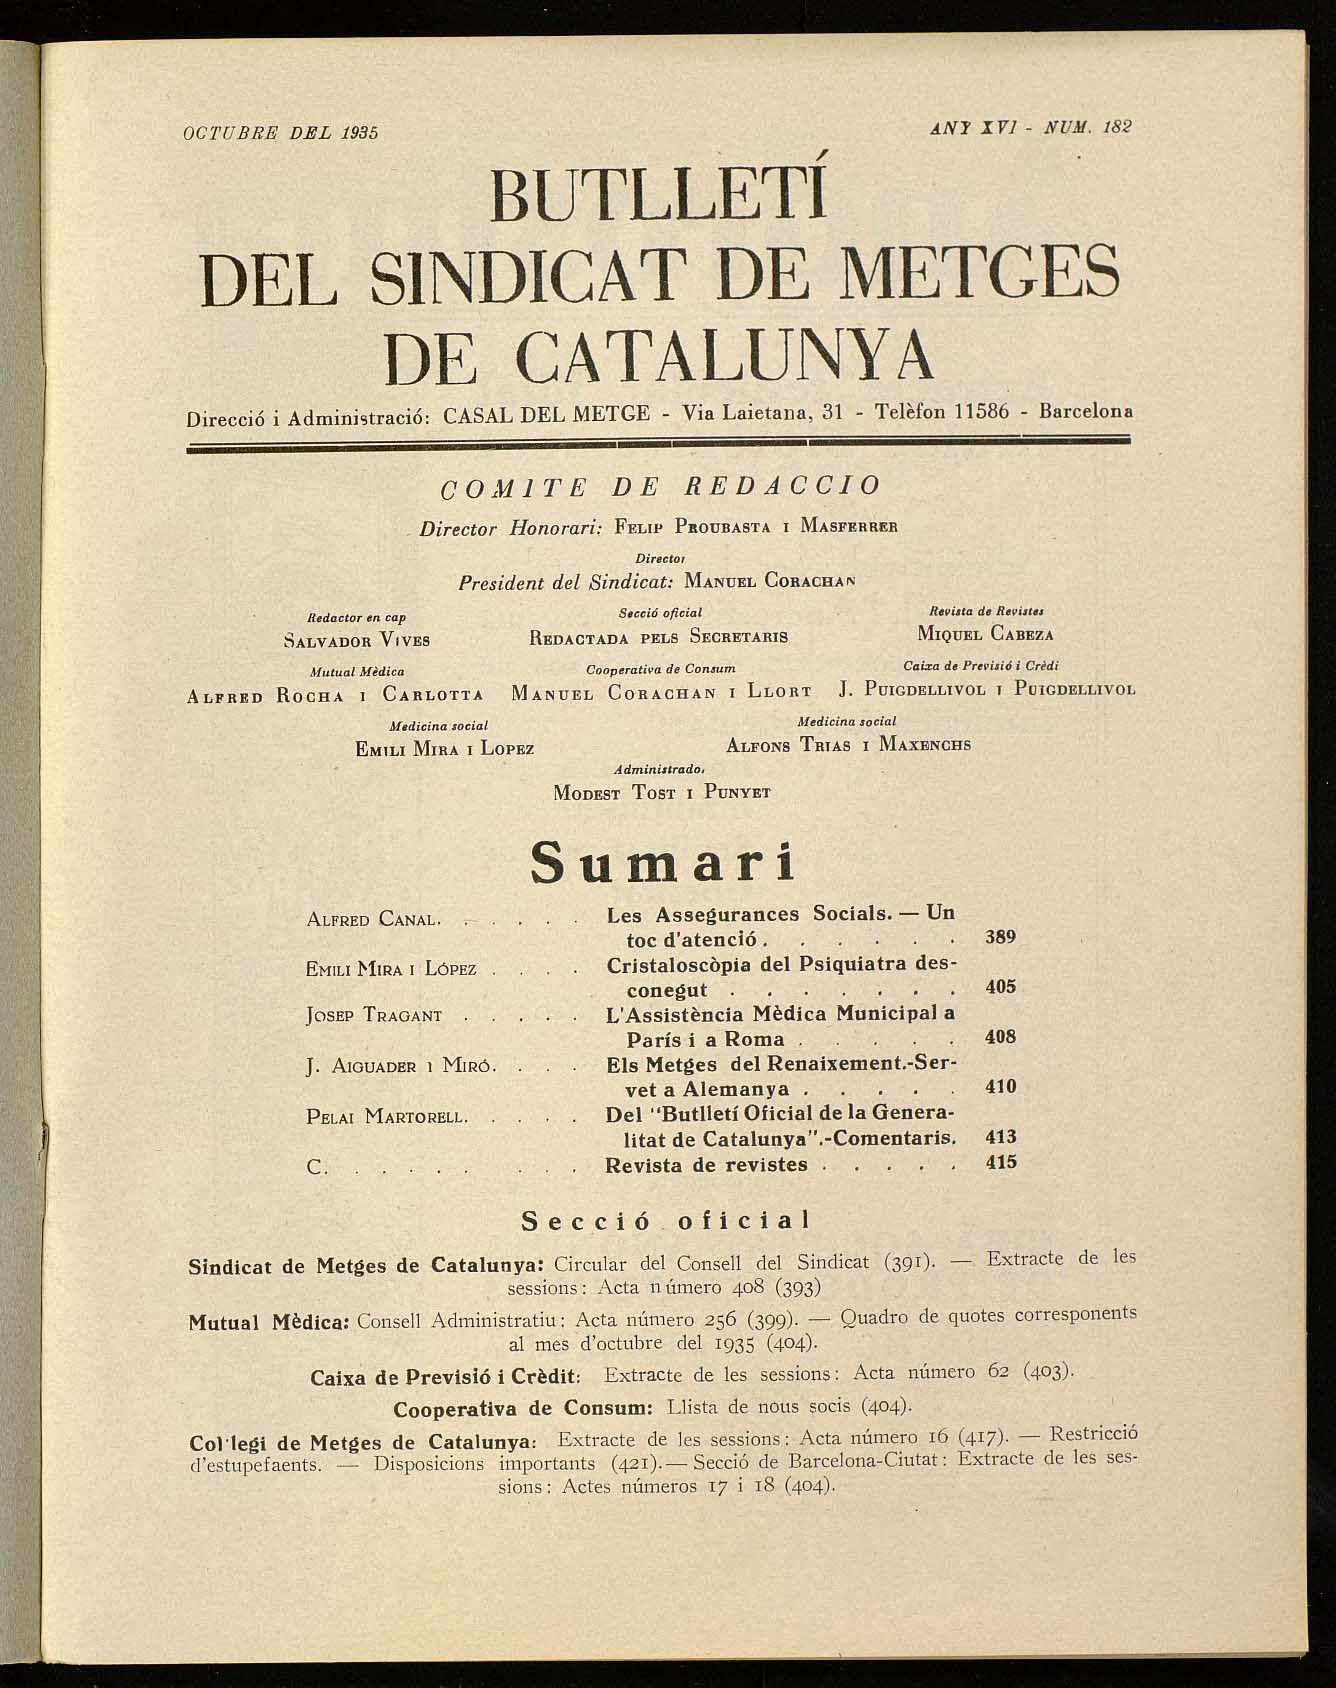 OCTUBRE DEL 1935 ANY XVI - NUM. 182
BUTLLETÍ
DEL SINDICAT DE METGES
DE CATALUNYA
Direcció i Administració: CASAL DEL METGE - Via Laietana, 31 - Telèfon 11586 - Barcelona
COMITE DE REDACCIO
Director Honorari: FELIP PROUBASTA I MASFERRER
Director
President del Sindicat: MANUEL CORACHAN
Redactor en cap Secció oficial Revista de Revistes
SALVADOR VIVES REDACTADA PELS SECRETARIS MIQUEL CABEZA
Mutual Mèdica Cooperativa de Consum Caixa de Previsió i Crèdi
ALFRED ROCHA I CARLOTTA MANUEL CORACHAN I LLORT J. PUIGDELLIVOL I PUIGDELLIVOL
Medicina social Medicina social
EMILI MIRA I LOPEZ ALFONS TRIAS I MAXENCHS
Administrado,
MODEST TOST I PUNYET
Sumari
ALFRED CANAL. . . . . . Les Assegurances Socials. — Un
toc d'atenció . . . . . . 389
EMILI MIRA I LÓPEZ . . . . Cristaloscòpia del Psiquiatra des-
conegut . . . . . . . 405
JOSEP TRAGANT . . . . . L'Assistència Mèdica Municipal a
París i a Roma . . . . . 408
J. AIGUADER I MIRÓ. . . . Els Metges del Renaixement.-Ser-
vet a Alemanya . . . . . 410
PELAI MARTORELL. . . . . Del "Butlletí Oficial de la Genera-
litat de Catalunya".-Comentaris. 413
C. . . . . . . . . Revista de revistes . . . . . 415
Secció oficial
Sindicat de Metges de Catalunya: Circular del Consell del Sindicat (391). — Extracte de les
sessions: Acta número 408 (393)
Mutual Mèdica: Consell Administratiu: Acta número 256 (399). — Quadro de quotes corresponents
al mes d'octubre del 1935 (404).
Caixa de Previsió i Crèdit: Extracte de les sessions: Acta número 62 (403).
Cooperativa de Consum: Llista de nous socis (404).
Col·legi de Metges de Catalunya: Extracte de les sessions: Acta número 16 (417). — Restricció
d'estupefaents. — Disposicions importants (421). — Secció de Barcelona-Ciutat: Extracte de les ses-
sions: Actes números 17 i 18 (404).